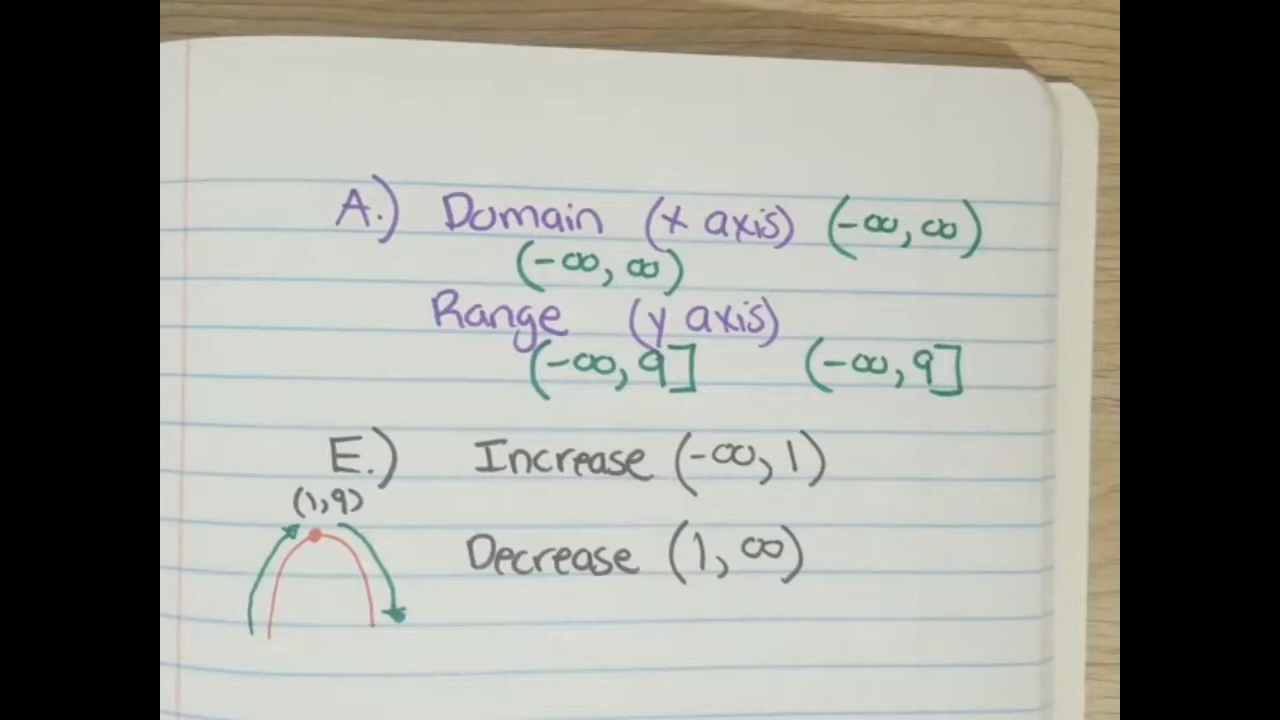 A.) Domain (x axis) (-∞, ∞)
(-∞, ∞)
Range (y axis)
(-∞, 9] (-∞, 9]
E.) Increase (-∞, 1)
(1, 9)
Decrease (1, ∞)